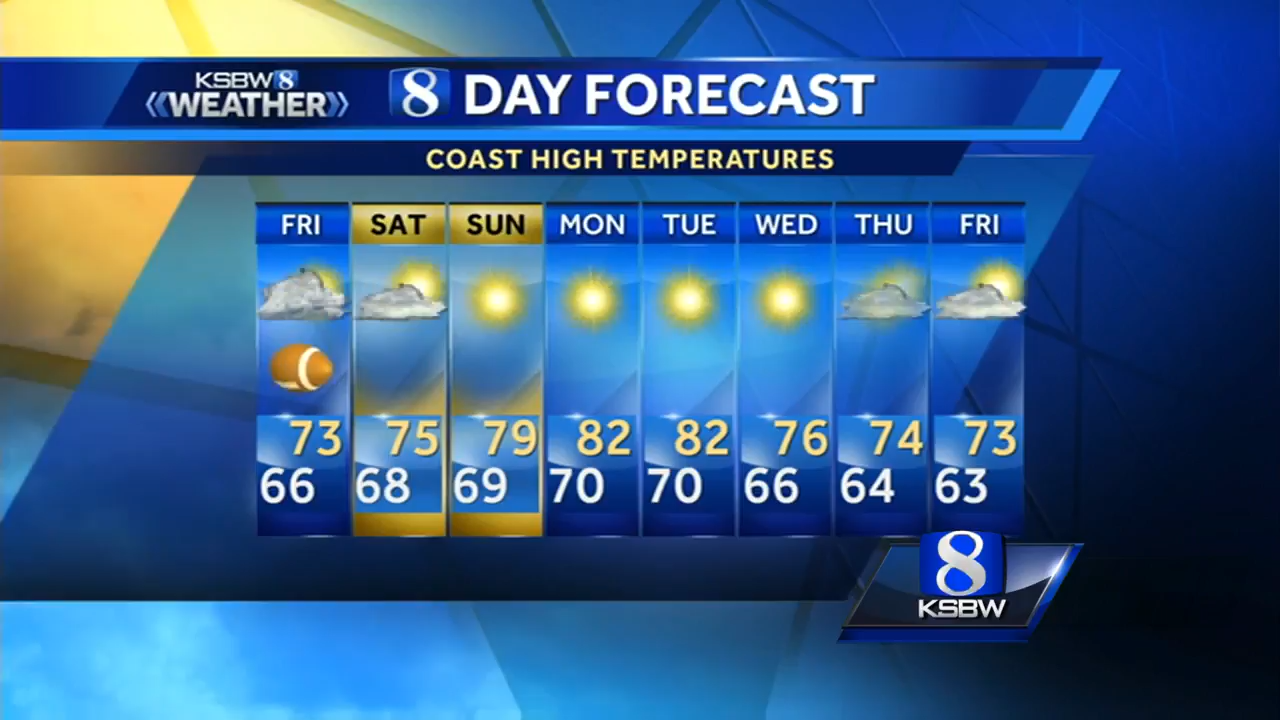 KSBW 8
WEATHER
8 DAY FORECAST
COAST HIGH TEMPERATURES
FRI SAT SUN MON TUE WED THU FRI
73 75 79 82 82 76 74 73
66 68 69 70 70 66 64 63
8
KSBW